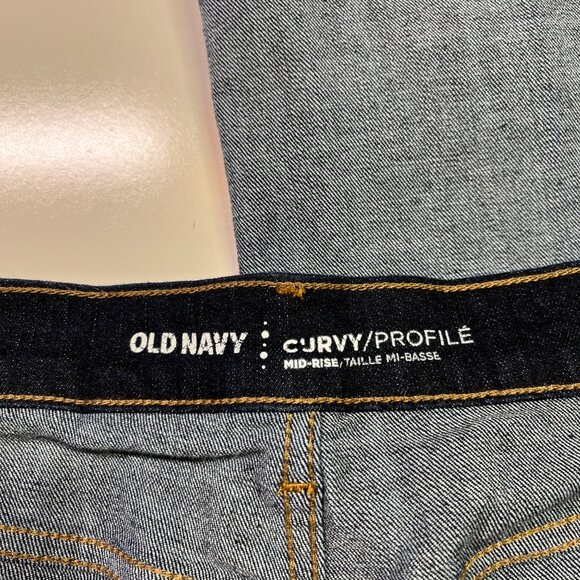 OLD NAVY
CURVY/PROFILÉ
MID-RISE/TAILLE MI-BASSE